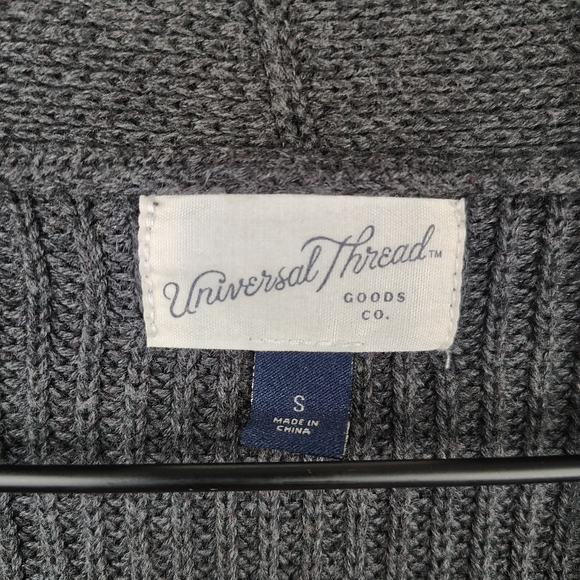 Universal Thread™
GOODS
CO.
S
MADE IN
CHINA